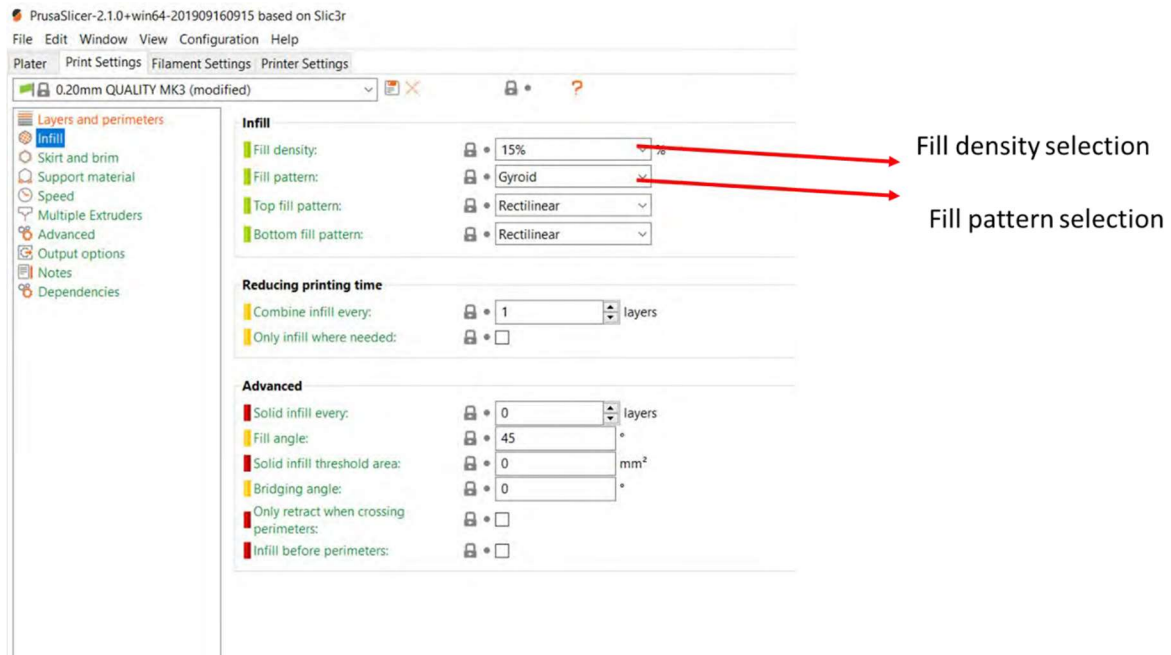 PrusaSlicer-2.1.0+win64-201909160915 based on Slic3r
File Edit Window View Configuration Help
Plater Print Settings Filament Settings Printer Settings
0.20mm QUALITY MK3 (modified) ?
Layers and perimeters
Infill
Skirt and brim
Support material
Speed
Multiple Extruders
Advanced
Output options
Notes
Dependencies
Infill
Fill density: 15% %
Fill pattern: Gyroid
Top fill pattern: Rectilinear
Bottom fill pattern: Rectilinear
Reducing printing time
Combine infill every: 1 layers
Only infill where needed:
Advanced
Solid infill every: 0 layers
Fill angle: 45 °
Solid infill threshold area: 0 mm²
Bridging angle: 0 °
Only retract when crossing
perimeters:
Infill before perimeters:
Fill density selection
Fill pattern selection